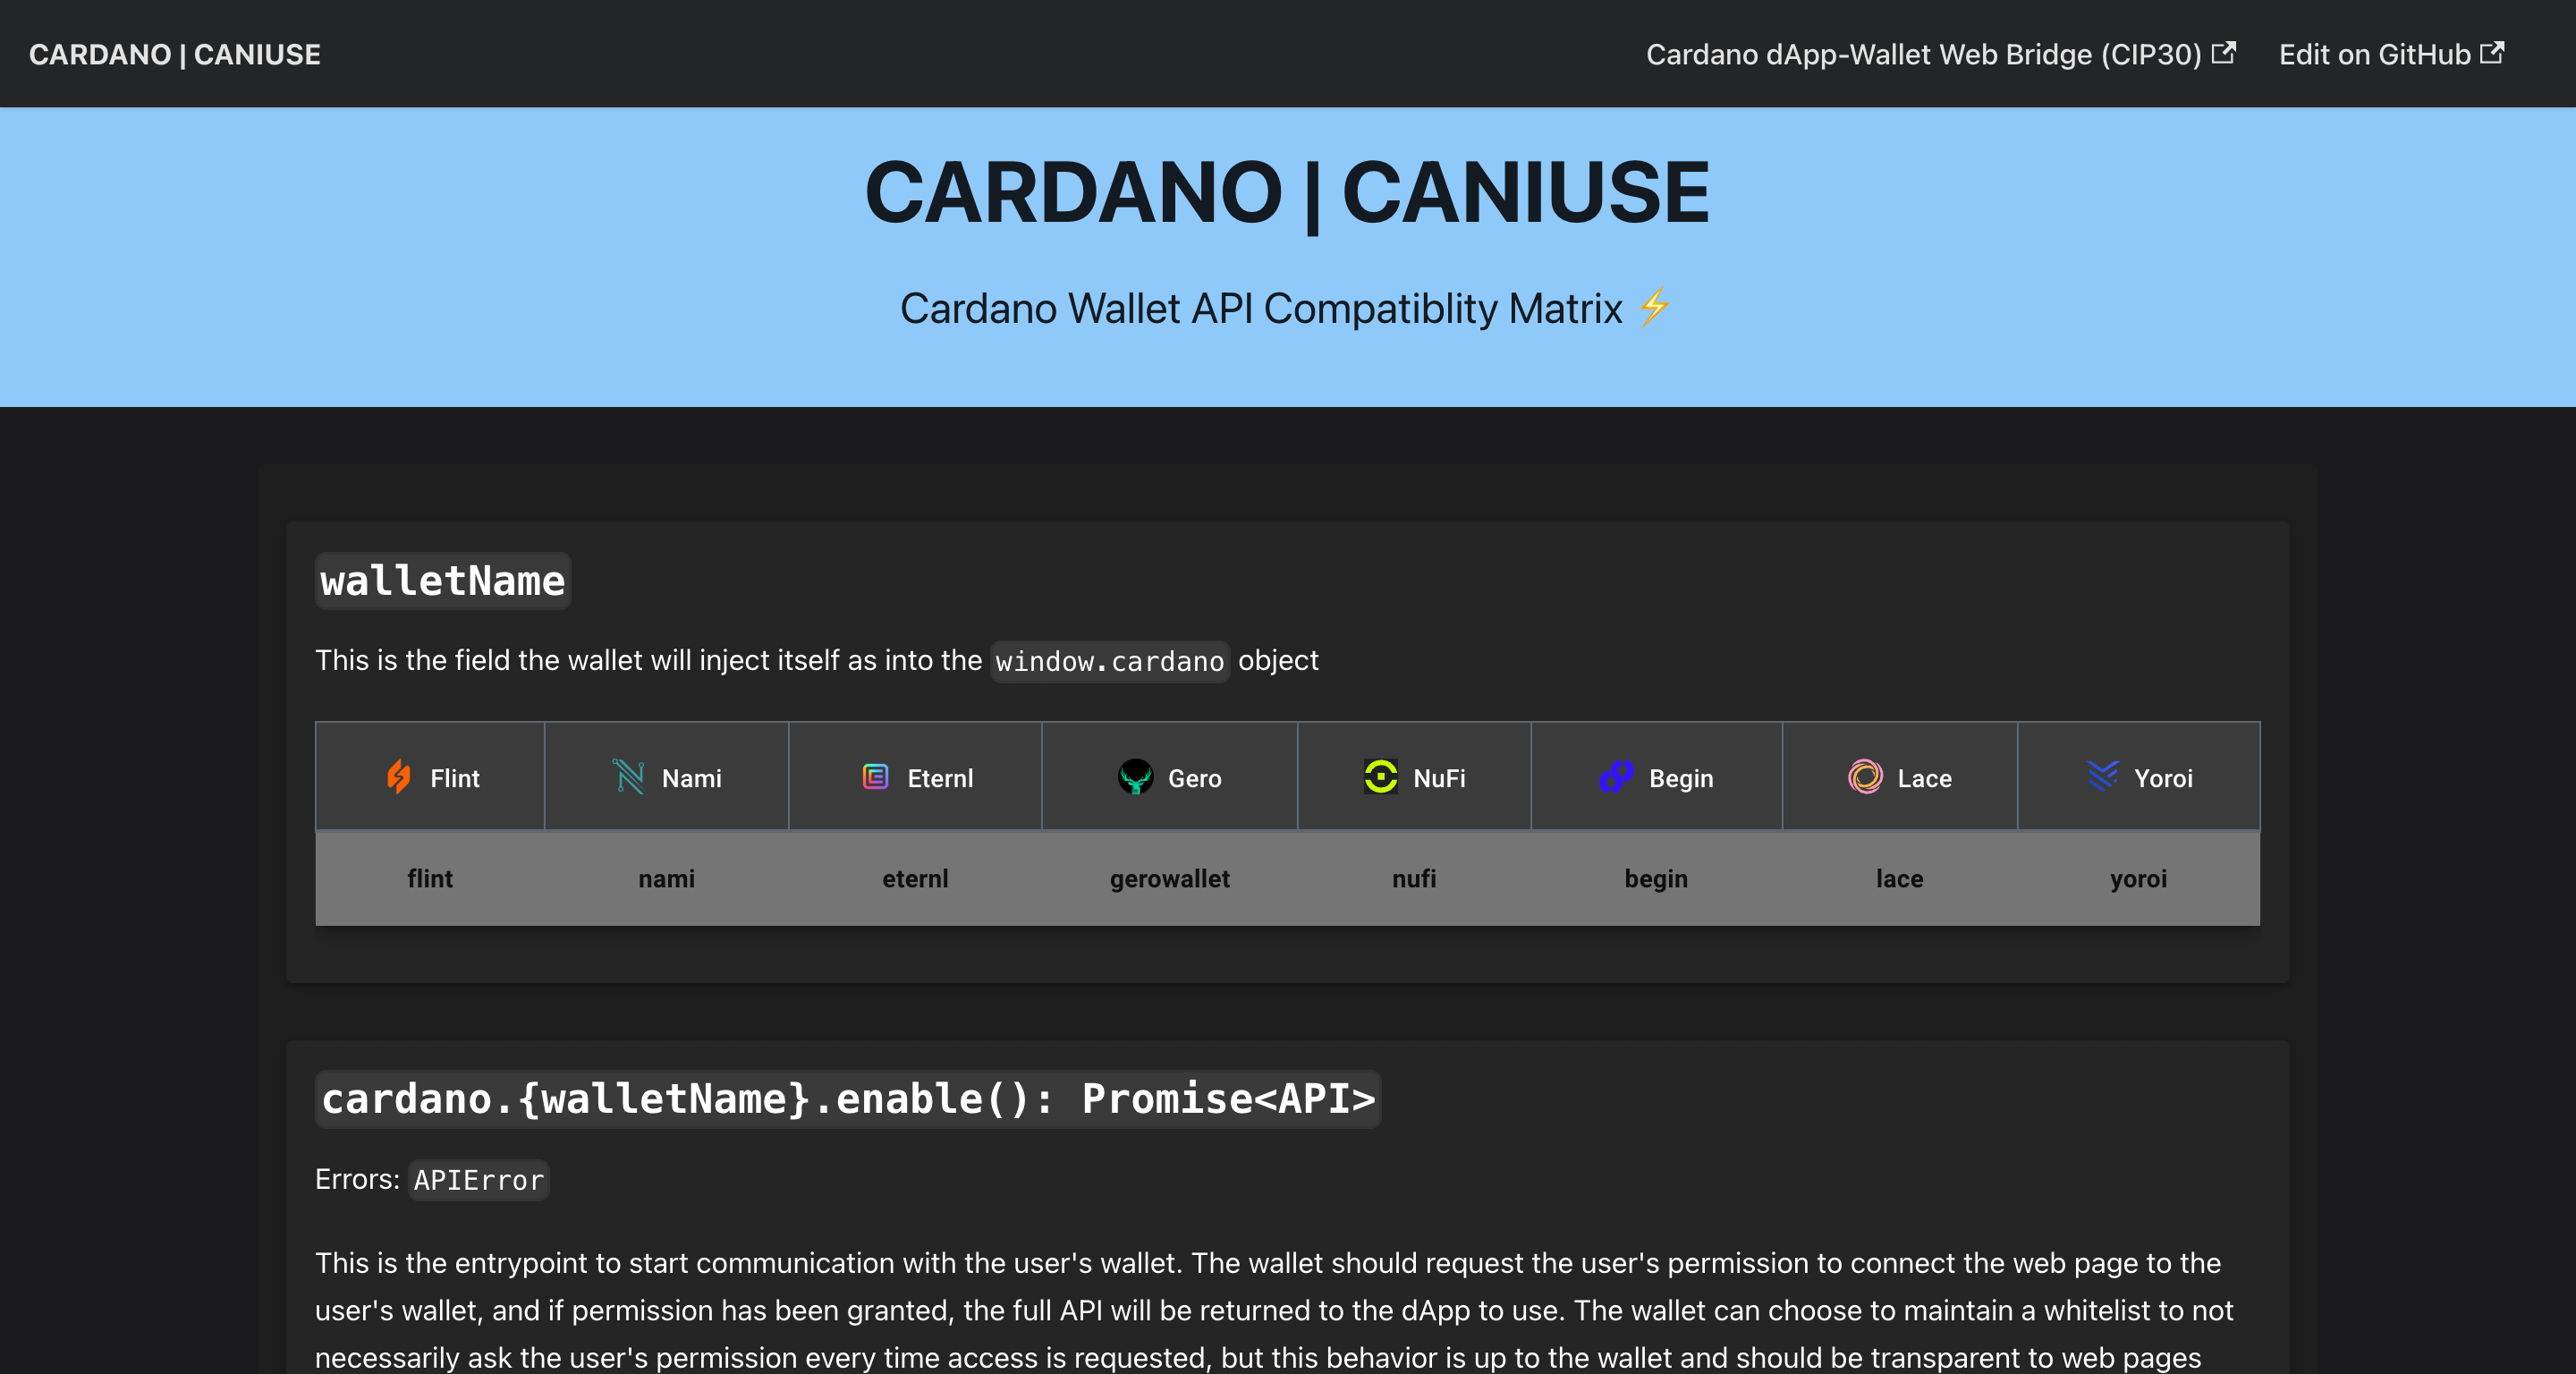 CARDANO | CANIUSE
Cardano dApp-Wallet Web Bridge (CIP30)
Edit on GitHub
CARDANO | CANIUSE
Cardano Wallet API Compatiblity Matrix ⚡
walletName
This is the field the wallet will inject itself as into the window.cardano object
Flint Nami Eternl Gero NuFi Begin Lace Yoroi
flint nami eternl gerowallet nufi begin lace yoroi
cardano.{walletName}.enable(): Promise<API>
Errors: APIError
This is the entrypoint to start communication with the user's wallet. The wallet should request the user's permission to connect the web page to the
user's wallet, and if permission has been granted, the full API will be returned to the dApp to use. The wallet can choose to maintain a whitelist to not
necessarily ask the user's permission every time access is requested, but this behavior is up to the wallet and should be transparent to web pages